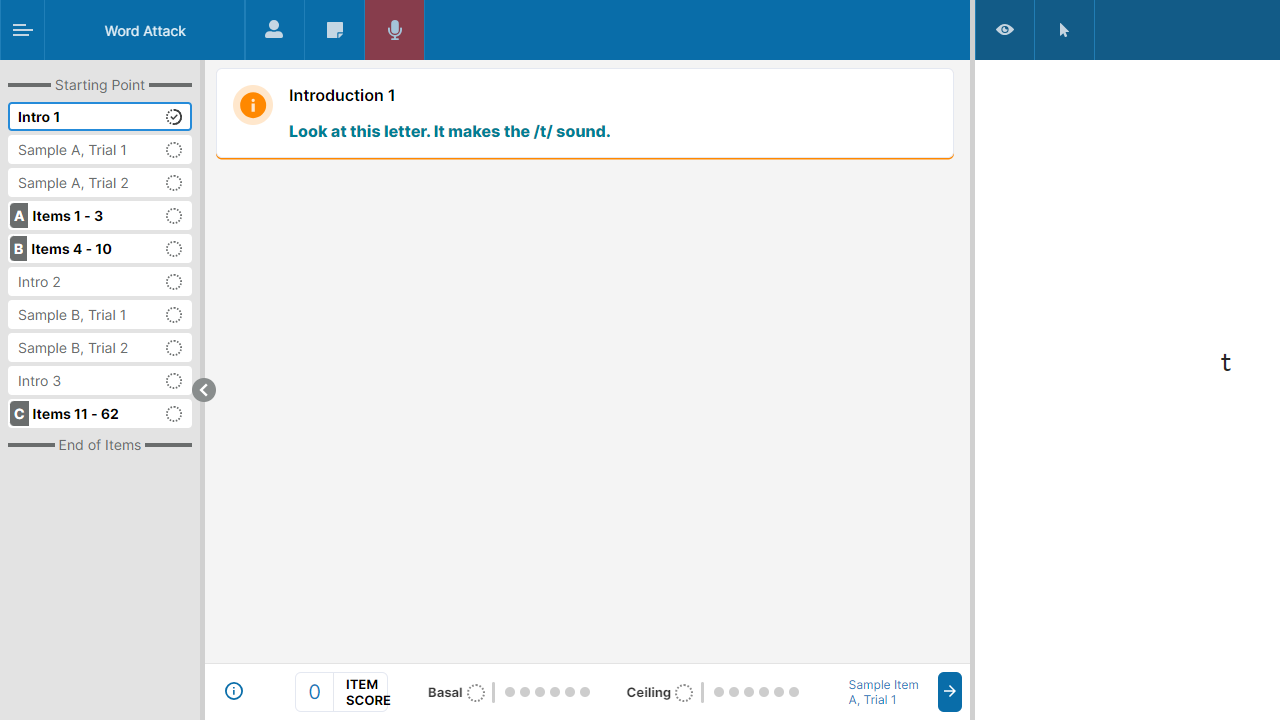 Word Attack
Starting Point
Intro 1
Sample A, Trial 1
Sample A, Trial 2
A Items 1 - 3
B Items 4 - 10
Intro 2
Sample B, Trial 1
Sample B, Trial 2
Intro 3
C Items 11 - 62
End of Items
Introduction 1
Look at this letter. It makes the /t/ sound.
t
0 ITEM
SCORE
Basal
Ceiling
Sample Item
A, Trial 1